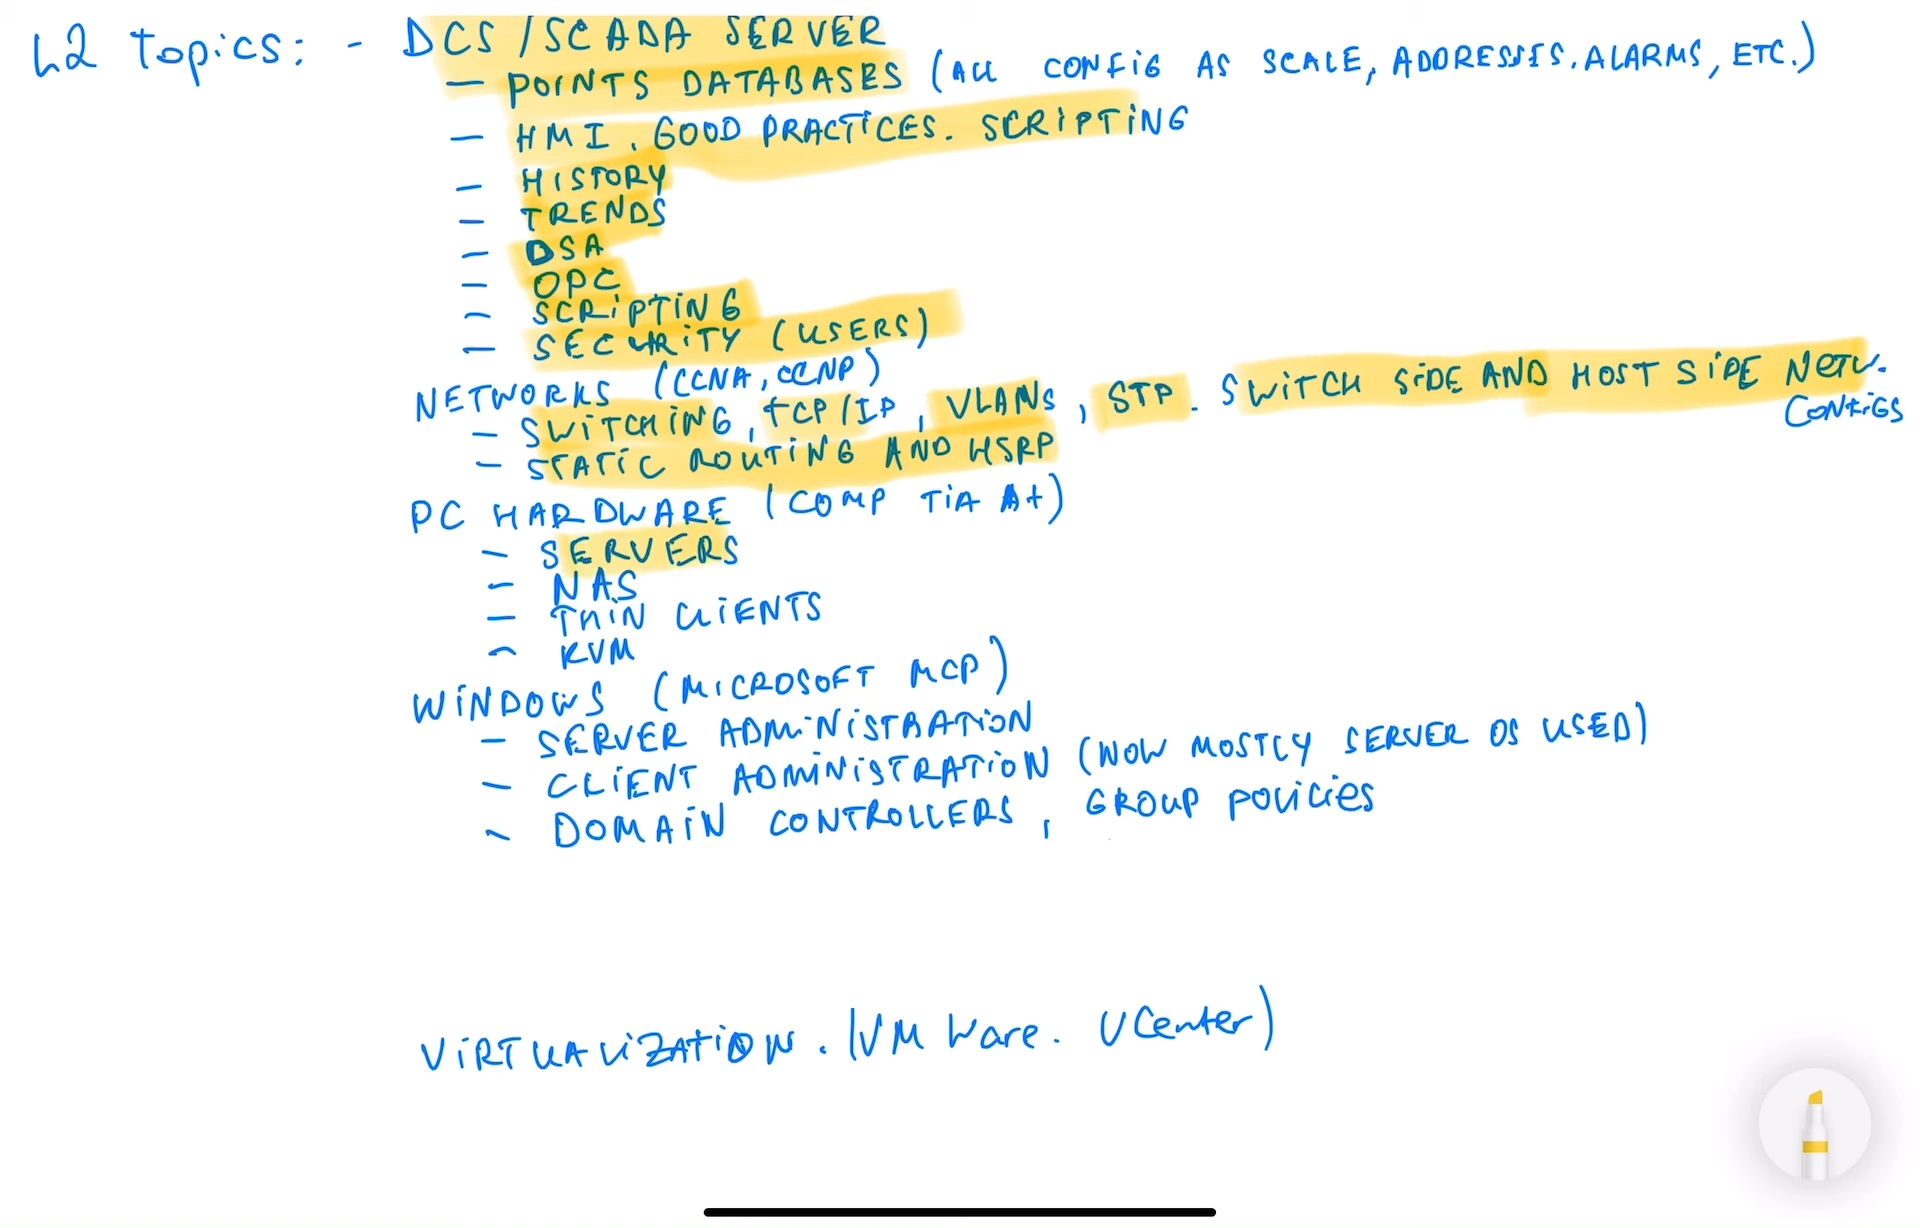 L2 Topics: - DCS / SCADA SERVER
- POINTS DATABASES (ALL CONFIG AS SCALE, ADDRESSES, ALARMS, ETC.)
- HMI, GOOD PRACTICES. SCRIPTING
- HISTORY
- TRENDS
- DSA
- OPC
- SCRIPTING
- SECURITY (USERS)
NETWORKS (CCNA, CCNP)
- SWITCHING, TCP/IP, VLANs, STP. SWITCH SIDE AND HOST SIDE NETW. CONFIGS
- STATIC ROUTING AND HSRP
PC HARDWARE (COMP TIA A+)
- SERVERS
- NAS
- THIN CLIENTS
- KVM
WINDOWS (MICROSOFT MCP)
- SERVER ADMINISTRATION
- CLIENT ADMINISTRATION (NOW MOSTLY SERVER OS USED)
- DOMAIN CONTROLLERS, GROUP POLICIES
VIRTUALIZATION. (VM Ware. VCenter)